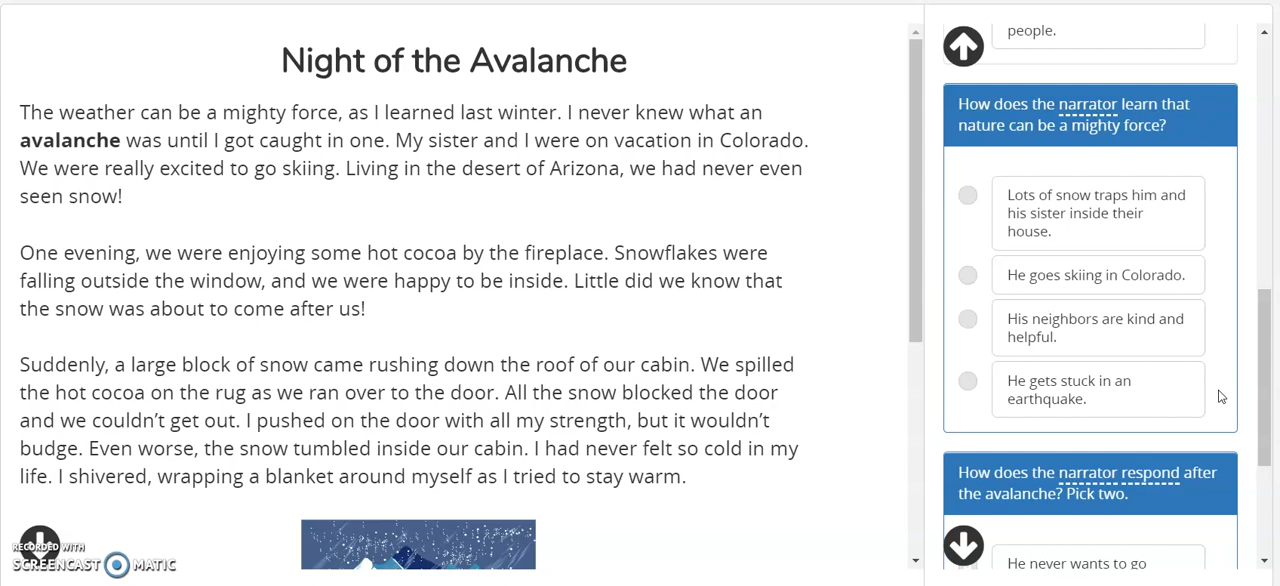 Night of the Avalanche
The weather can be a mighty force, as I learned last winter. I never knew what an
avalanche was until I got caught in one. My sister and I were on vacation in Colorado.
We were really excited to go skiing. Living in the desert of Arizona, we had never even
seen snow!
One evening, we were enjoying some hot cocoa by the fireplace. Snowflakes were
falling outside the window, and we were happy to be inside. Little did we know that
the snow was about to come after us!
Suddenly, a large block of snow came rushing down the roof of our cabin. We spilled
the hot cocoa on the rug as we ran over to the door. All the snow blocked the door
and we couldn’t get out. I pushed on the door with all my strength, but it wouldn’t
budge. Even worse, the snow tumbled inside our cabin. I had never felt so cold in my
life. I shivered, wrapping a blanket around myself as I tried to stay warm.
RECORDED WITH
SCREENCAST MATIC
people.
How does the narrator learn that
nature can be a mighty force?
Lots of snow traps him and
his sister inside their
house.
He goes skiing in Colorado.
His neighbors are kind and
helpful.
He gets stuck in an
earthquake.
How does the narrator respond after
the avalanche? Pick two.
He never wants to go